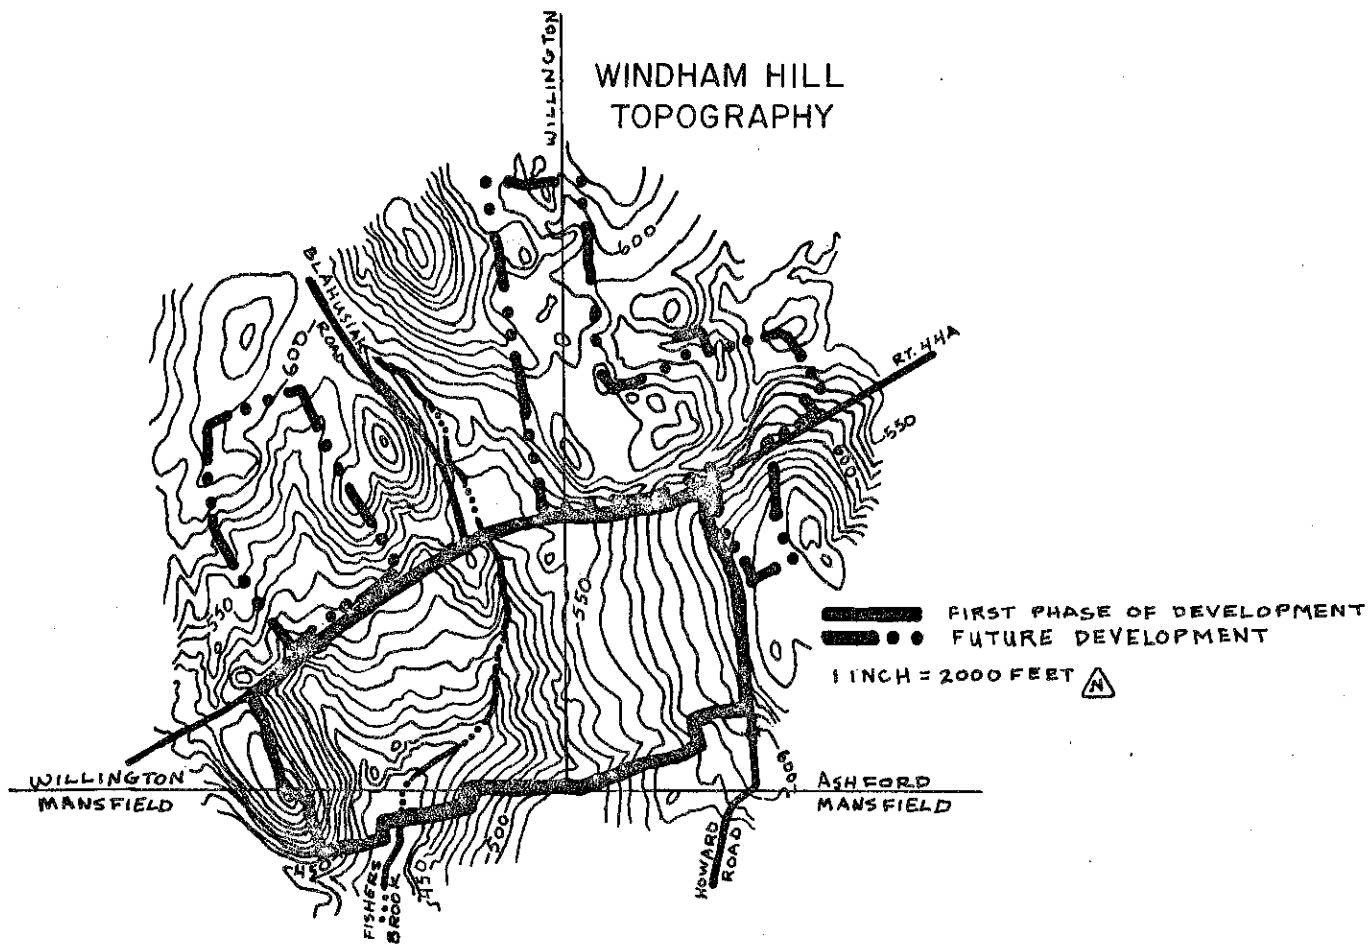 WILLINGTON
WINDHAM HILL
TOPOGRAPHY
600
BLAHUSIAK
ROAD
600
RT. 44A
550
600
550
550
FIRST PHASE OF DEVELOPMENT
FUTURE DEVELOPMENT
1 INCH = 2000 FEET N
WILLINGTON
MANSFIELD
600
ASHFORD
MANSFIELD
500
450
450
FISHERS
BROOK
HOWARD
ROAD